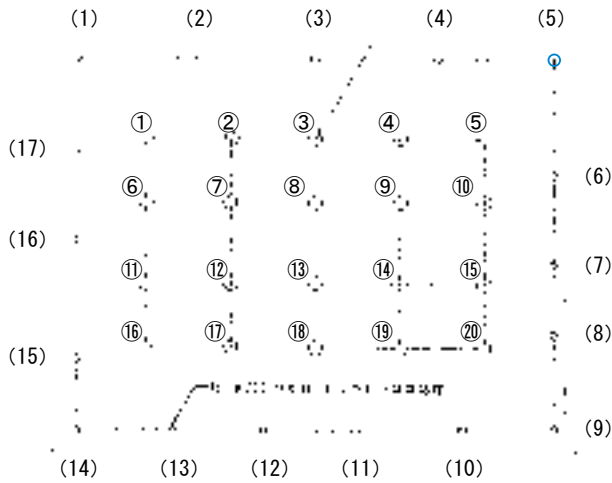 (1) (2) (3) (4) (5)
① ② ③ ④ ⑤
(17)
⑥ ⑦ ⑧ ⑨ ⑩ (6)
(16)
⑪ ⑫ ⑬ ⑭ ⑮ (7)
⑯ ⑰ ⑱ ⑲ ⑳ (8)
(15)
(9)
(14) (13) (12) (11) (10)